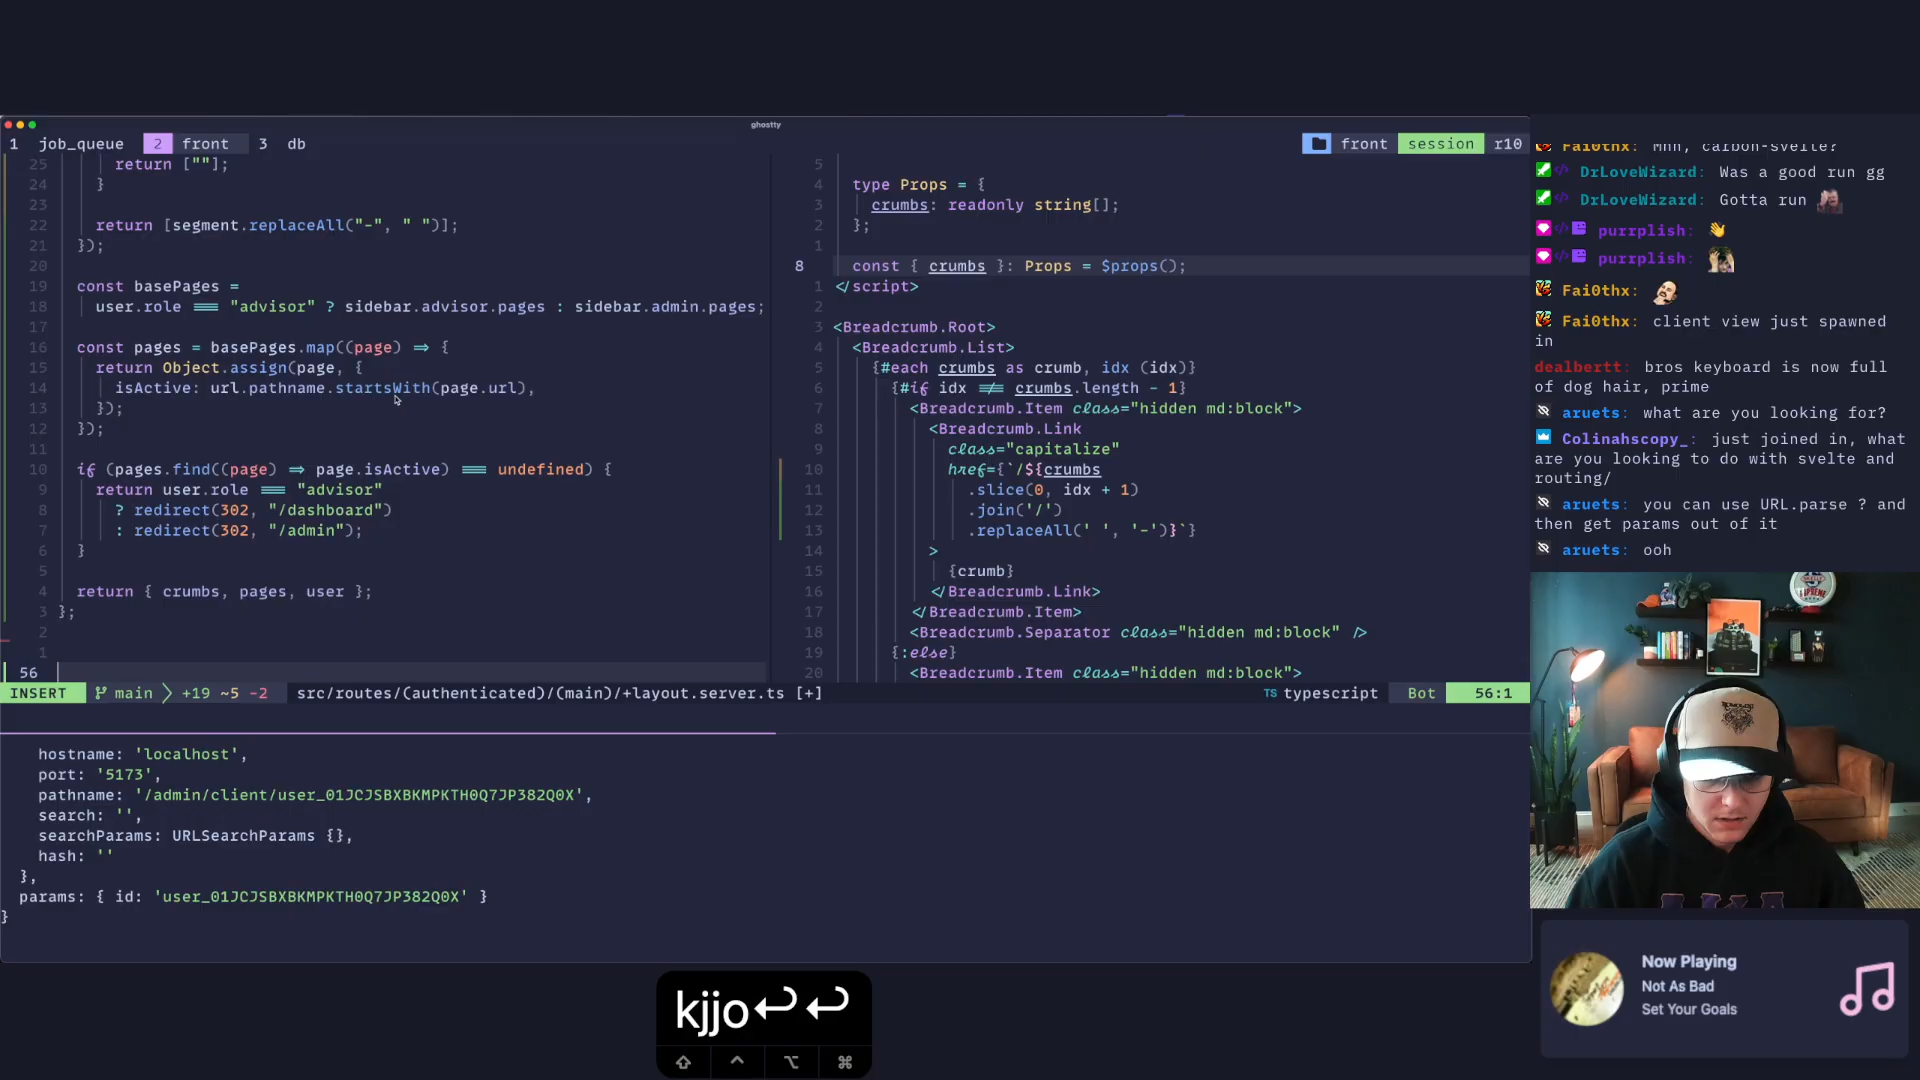 ghostty
1 job_queue 2 front 3 db
front session r10
25 return [""];
24 }
23
22 return [segment.replaceAll("-", " ")];
21 });
20
19 const basePages =
18 user.role === "advisor" ? sidebar.advisor.pages : sidebar.admin.pages;
17
16 const pages = basePages.map((page) => {
15 return Object.assign(page, {
14 isActive: url.pathname.startsWith(page.url),
13 });
12 });
11
10 if (pages.find((page) => page.isActive) === undefined) {
9 return user.role === "advisor"
8 ? redirect(302, "/dashboard")
7 : redirect(302, "/admin");
6 }
5
4 return { crumbs, pages, user };
3 };
2
1
56
5
4 type Props = {
3 crumbs: readonly string[];
2 };
1
8 const { crumbs }: Props = $props();
1 </script>
2
3 <Breadcrumb.Root>
4 <Breadcrumb.List>
5 {#each crumbs as crumb, idx (idx)}
6 {#if idx !== crumbs.length - 1}
7 <Breadcrumb.Item class="hidden md:block">
8 <Breadcrumb.Link
9 class="capitalize"
10 href={`/${crumbs
11 .slice(0, idx + 1)
12 .join('/')
13 .replaceAll(' ', '-')}`}
14 >
15 {crumb}
16 </Breadcrumb.Link>
17 </Breadcrumb.Item>
18 <Breadcrumb.Separator class="hidden md:block" />
19 {:else}
20 <Breadcrumb.Item class="hidden md:block">
INSERT main +19 ~5 -2 src/routes/(authenticated)/(main)/+layout.server.ts [+] TS typescript Bot 56:1
hostname: 'localhost',
port: '5173',
pathname: '/admin/client/user_01JCJSBXBKMPKTH0Q7JP382Q0X',
search: '',
searchParams: URLSearchParams {},
hash: ''
},
params: { id: 'user_01JCJSBXBKMPKTH0Q7JP382Q0X' }
}
Fai0thx: Mhh, carbon-svelte?
DrLoveWizard: Was a good run gg
DrLoveWizard: Gotta run
purrplish: 👋
purrplish:
Fai0thx:
Fai0thx: client view just spawned
in
dealbertt: bros keyboard is now full
of dog hair, prime
aruets: what are you looking for?
Colinahscopy_: just joined in, what
are you looking to do with svelte and
routing/
aruets: you can use URL.parse ? and
then get params out of it
aruets: ooh
kjjo↩↩
⇧ ⌃ ⌥ ⌘
Now Playing
Not As Bad
Set Your Goals